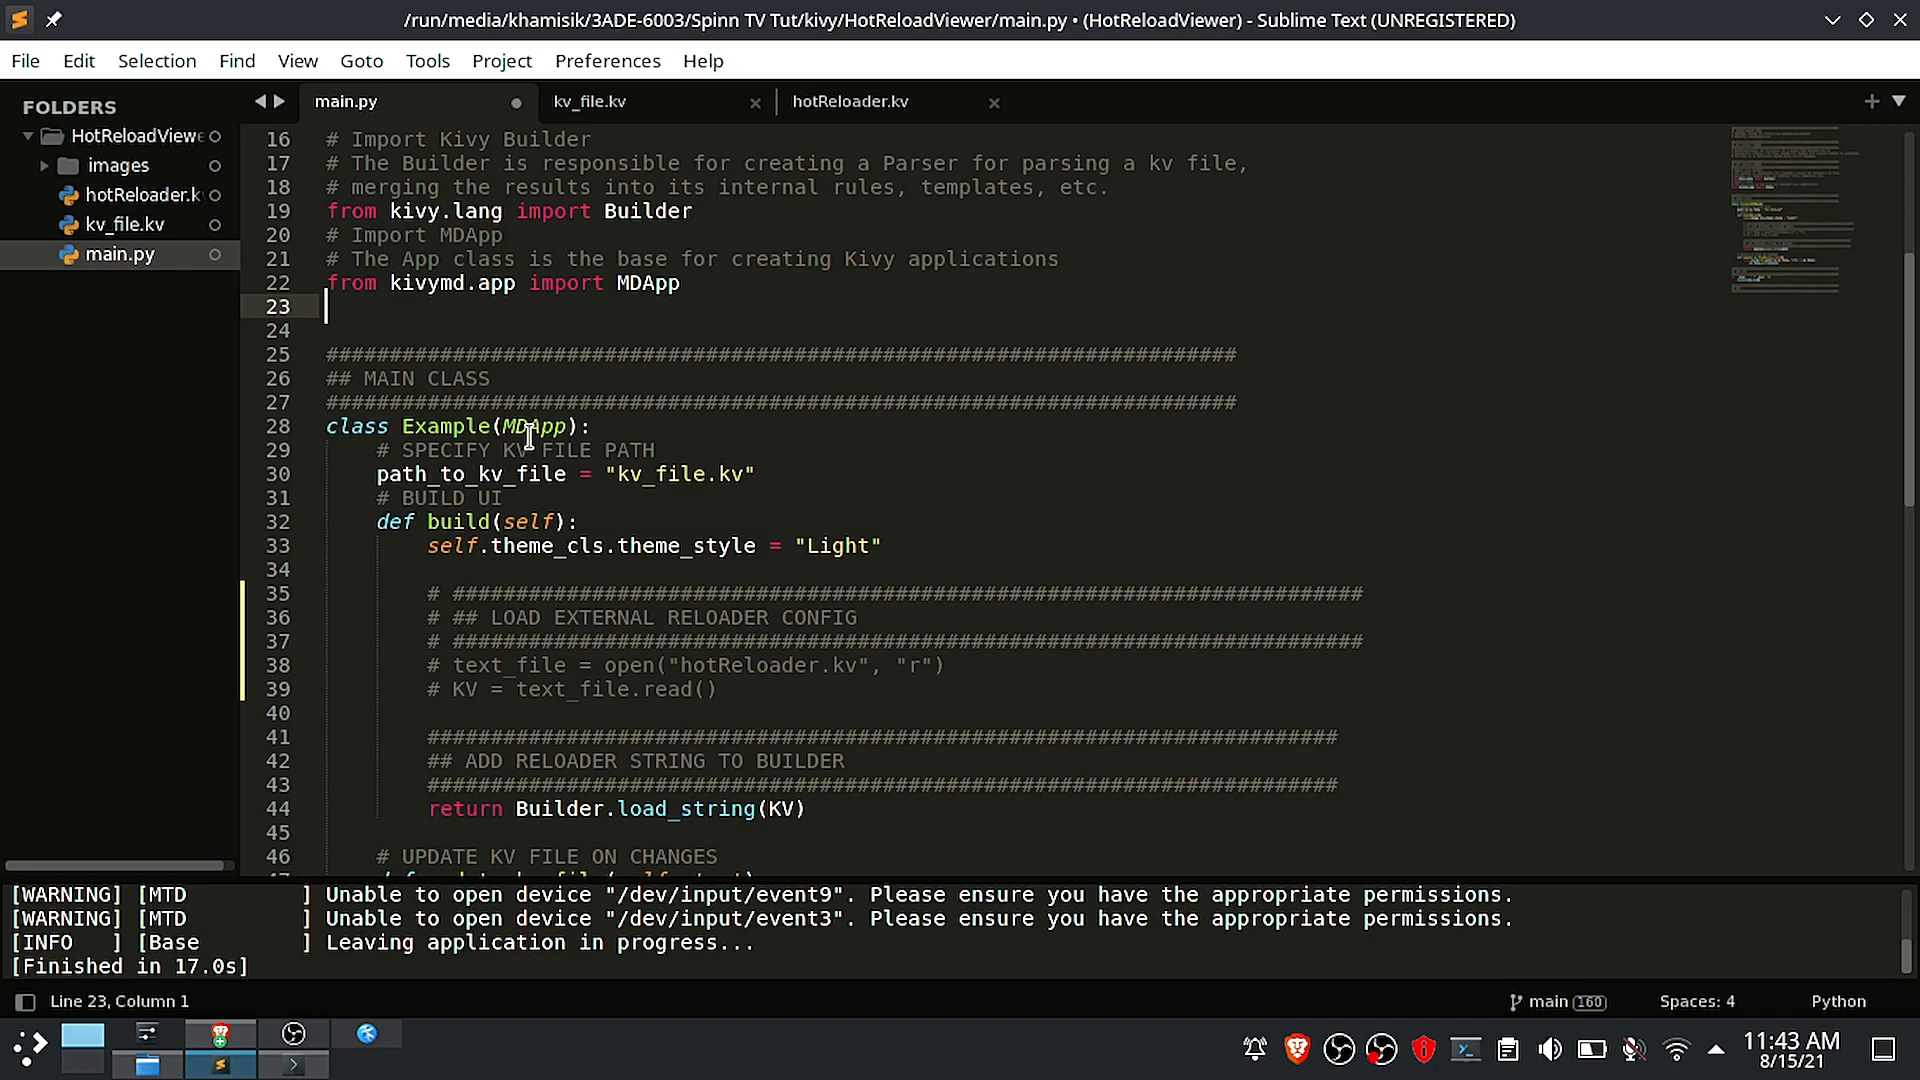 /run/media/khamisik/3ADE-6003/Spinn TV Tut/kivy/HotReloadViewer/main.py • (HotReloadViewer) - Sublime Text (UNREGISTERED)
File Edit Selection Find View Goto Tools Project Preferences Help
FOLDERS
HotReloadViewe
images
hotReloader.k
kv_file.kv
main.py
main.py kv_file.kv hotReloader.kv
16 # Import Kivy Builder
17 # The Builder is responsible for creating a Parser for parsing a kv file,
18 # merging the results into its internal rules, templates, etc.
19 from kivy.lang import Builder
20 # Import MDApp
21 # The App class is the base for creating Kivy applications
22 from kivymd.app import MDApp
23
24
25 ########################################################################
26 ## MAIN CLASS
27 ########################################################################
28 class Example(MDApp):
29 # SPECIFY KV FILE PATH
30 path_to_kv_file = "kv_file.kv"
31 # BUILD UI
32 def build(self):
33 self.theme_cls.theme_style = "Light"
34
35 # ########################################################################
36 # ## LOAD EXTERNAL RELOADER CONFIG
37 # ########################################################################
38 # text_file = open("hotReloader.kv", "r")
39 # KV = text_file.read()
40
41 ########################################################################
42 ## ADD RELOADER STRING TO BUILDER
43 ########################################################################
44 return Builder.load_string(KV)
45
46 # UPDATE KV FILE ON CHANGES
[WARNING] [MTD ] Unable to open device "/dev/input/event9". Please ensure you have the appropriate permissions.
[WARNING] [MTD ] Unable to open device "/dev/input/event3". Please ensure you have the appropriate permissions.
[INFO ] [Base ] Leaving application in progress...
[Finished in 17.0s]
Line 23, Column 1 main 160 Spaces: 4 Python
11:43 AM
8/15/21